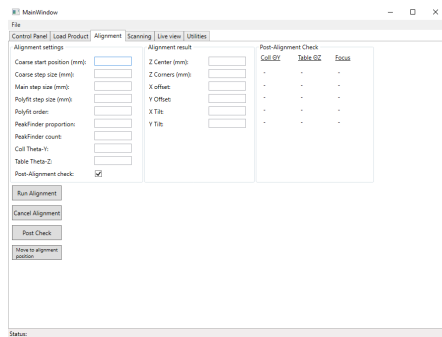 MainWindow
File
Control Panel Load Product Alignment Scanning Live view Utilities
Alignment settings
Coarse start position (mm):
Coarse step size (mm):
Main step size (mm):
Polyfit step size (mm):
Polyfit order:
PeakFinder proportion:
PeakFinder count:
Coll Theta-Y:
Table Theta-Z:
Post-Alignment check:
Alignment result
Z Center (mm):
Z Corners (mm):
X offset:
Y Offset:
X Tilt:
Y Tilt:
Post-Alignment Check
Coll ΘY Table ΘZ Focus
- - -
- - -
- - -
- - -
- - -
Run Alignment
Cancel Alignment
Post Check
Move to alignment
position
Status: